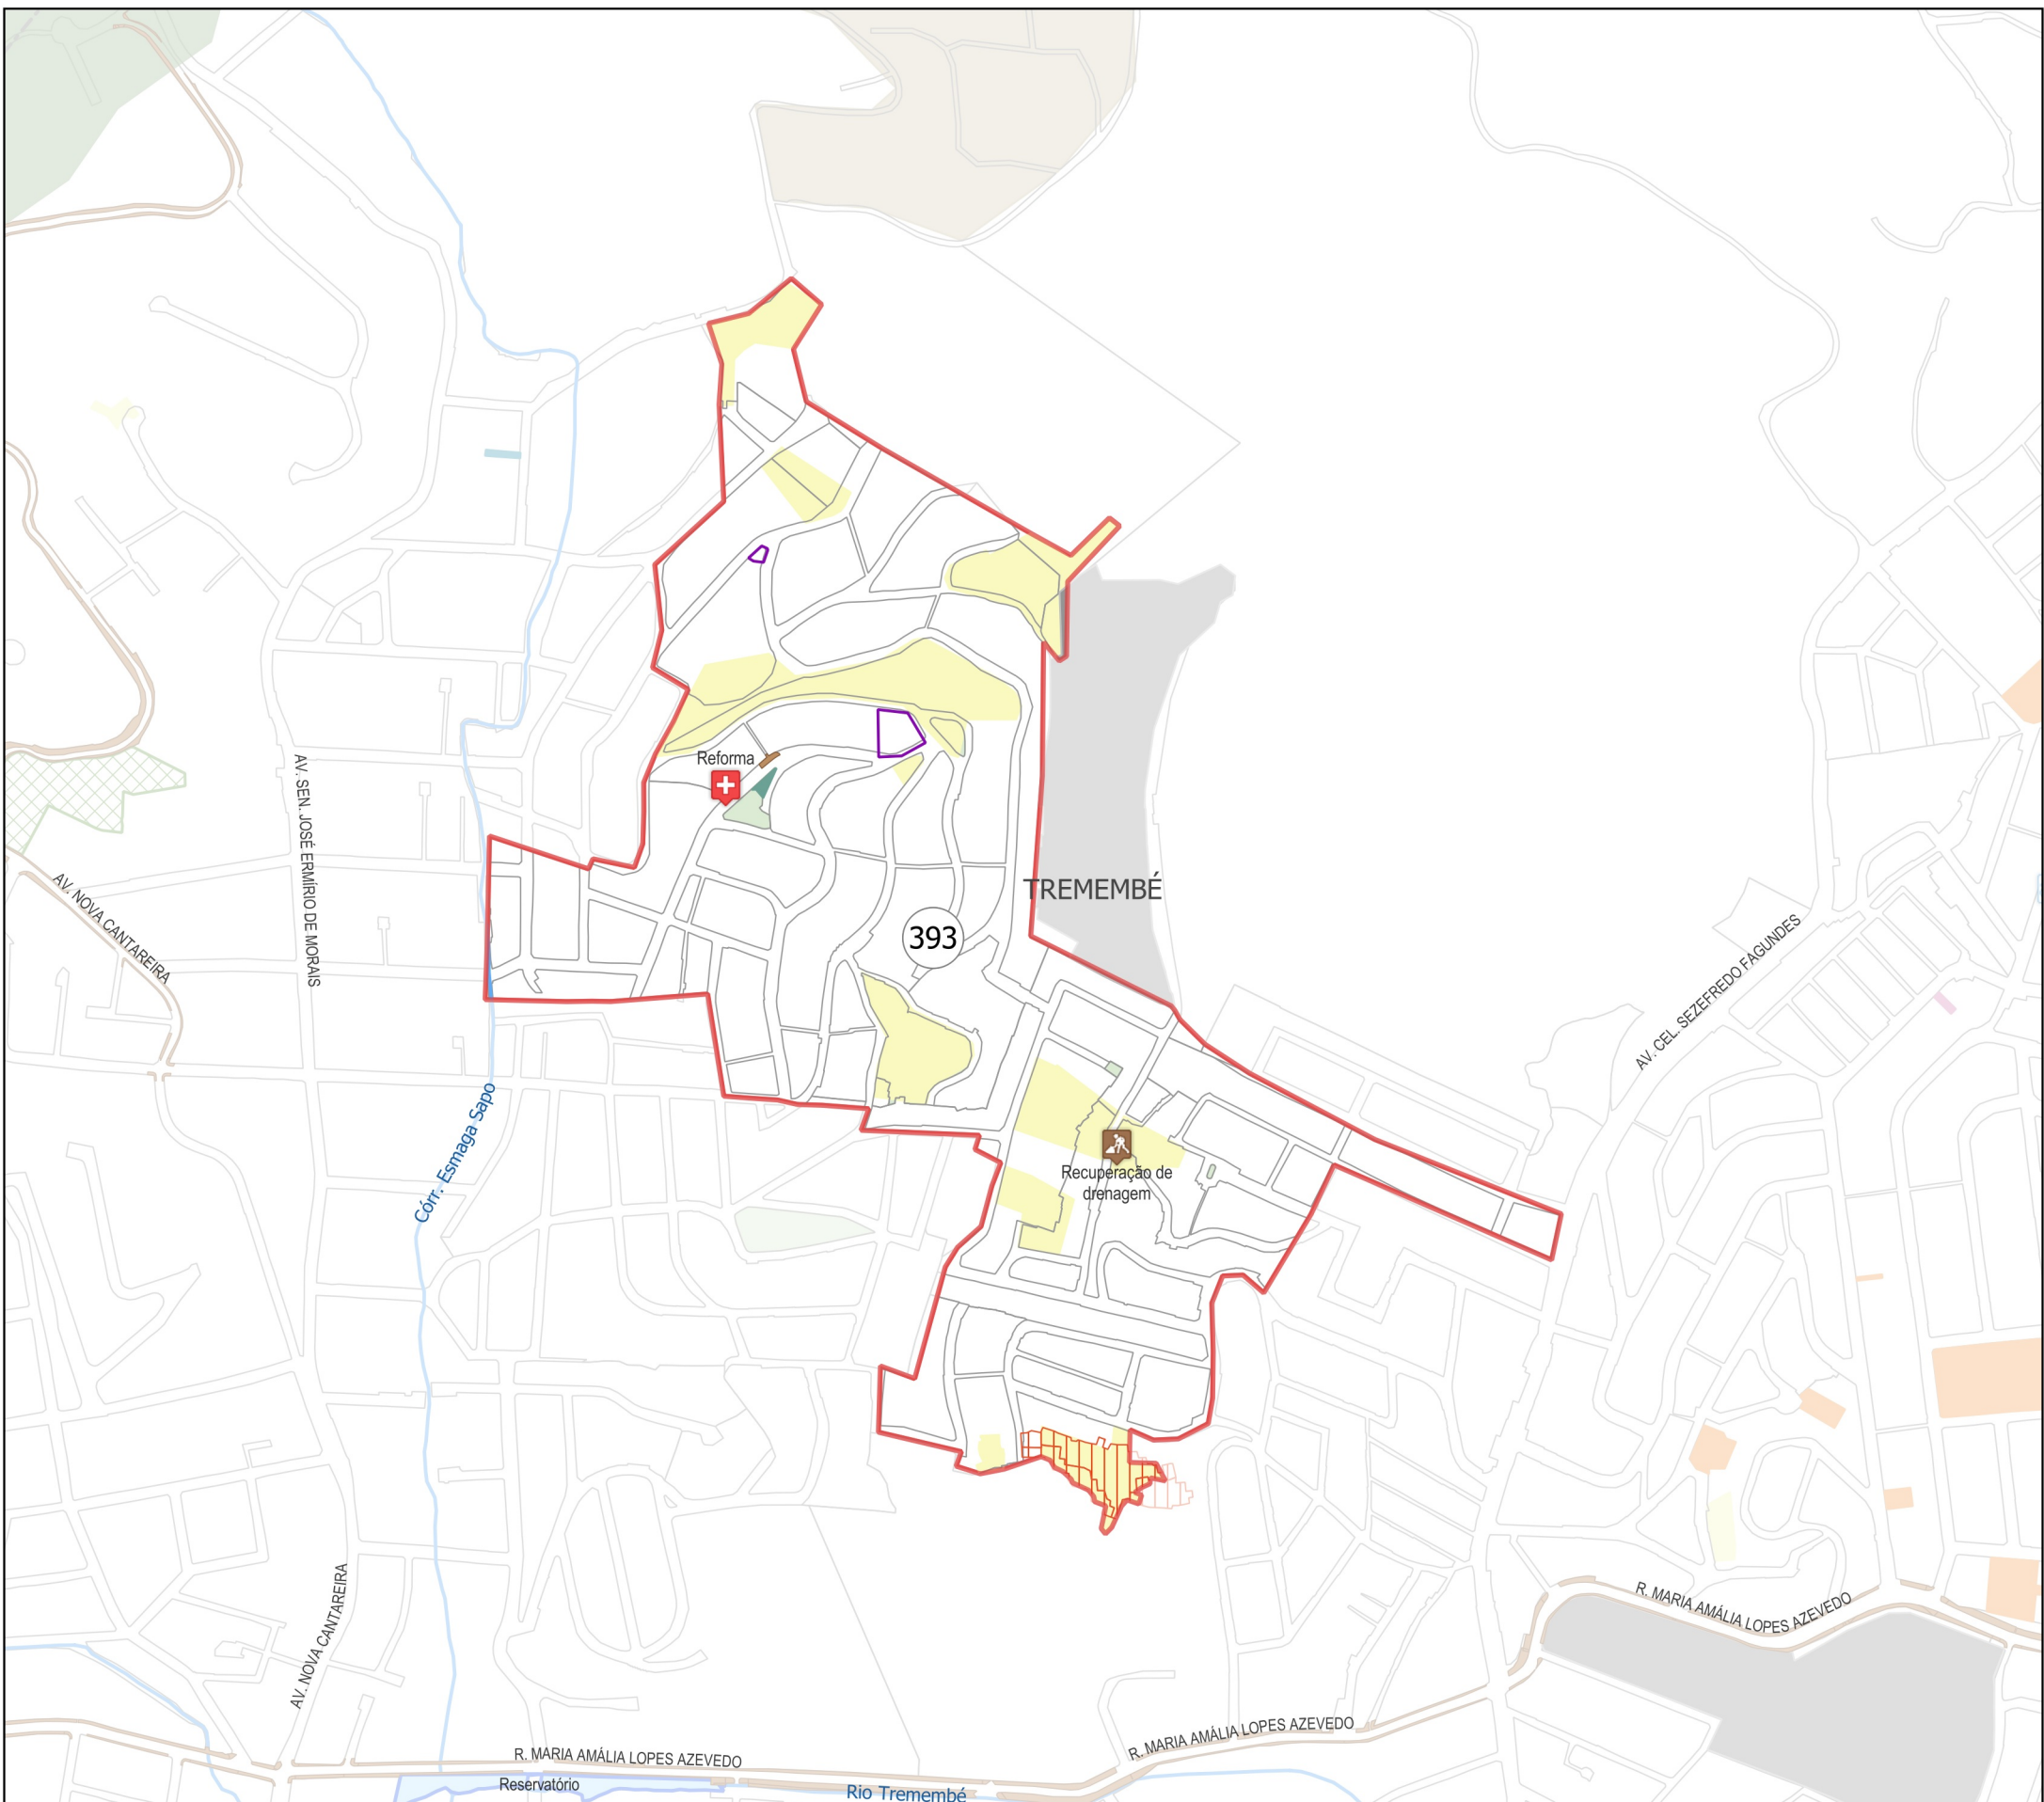 Reforma
AV. SEN. JOSÉ ERMÍRIO DE MORAIS
AV. NOVA CANTAREIRA
TREMEMBÉ
393
AV. CEL. SEZEFREDO FAGUNDES
Córr. Esmaga Sapo
Recuperação de
drenagem
AV. NOVA CANTAREIRA
R. MARIA AMÁLIA LOPES AZEVEDO
R. MARIA AMÁLIA LOPES AZEVEDO
R. MARIA AMÁLIA LOPES AZEVEDO
Reservatório
Rio Tremembé